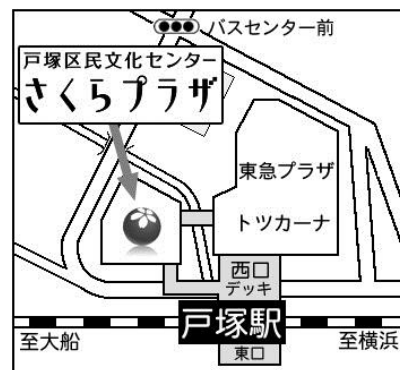 バスセンター前
戸塚区民文化センター
さくらプラザ
東急プラザ
トツカーナ
西口
デッキ
戸塚駅
至大船
至横浜
東口